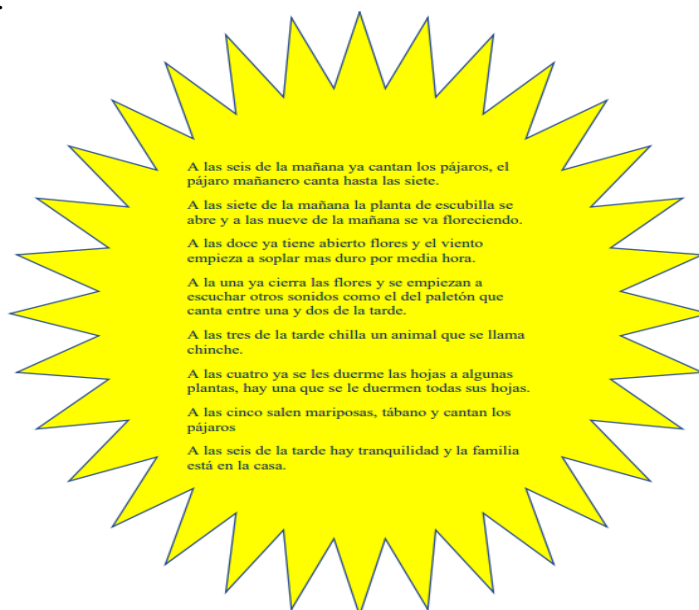 A las seis de la mañana ya cantan los pájaros, el
pájaro mañanero canta hasta las siete.
A las siete de la mañana la planta de escubilla se
abre y a las nueve de la mañana se va floreciendo.
A las doce ya tiene abierto flores y el viento
empieza a soplar mas duro por media hora.
A la una ya cierra las flores y se empiezan a
escuchar otros sonidos como el del paletón que
canta entre una y dos de la tarde.
A las tres de la tarde chilla un animal que se llama
chinche.
A las cuatro ya se les duerme las hojas a algunas
plantas, hay una que se le duermen todas sus hojas.
A las cinco salen mariposas, tábano y cantan los
pájaros
A las seis de la tarde hay tranquilidad y la familia
está en la casa.